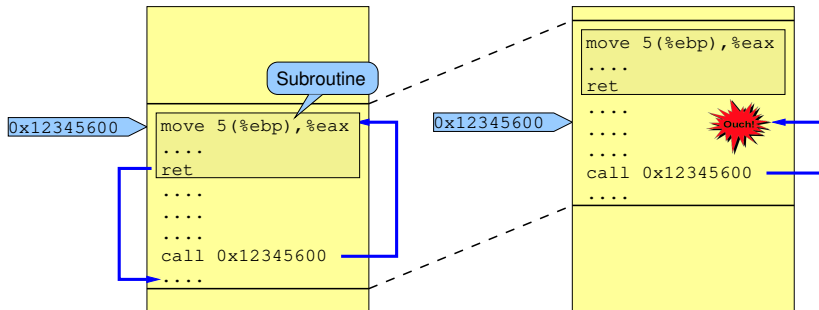 Subroutine
0x12345600
move 5(%ebp),%eax
....
ret
....
....
....
call 0x12345600
....
move 5(%ebp),%eax
....
ret
0x12345600
....
Ouch!
....
....
call 0x12345600
....